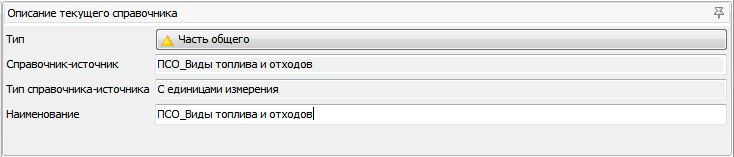 Описание текущего справочника
Тип Часть общего
Справочник-источник ПСО_Виды топлива и отходов
Тип справочника-источника С единицами измерения
Наименование ПСО_Виды топлива и отходов